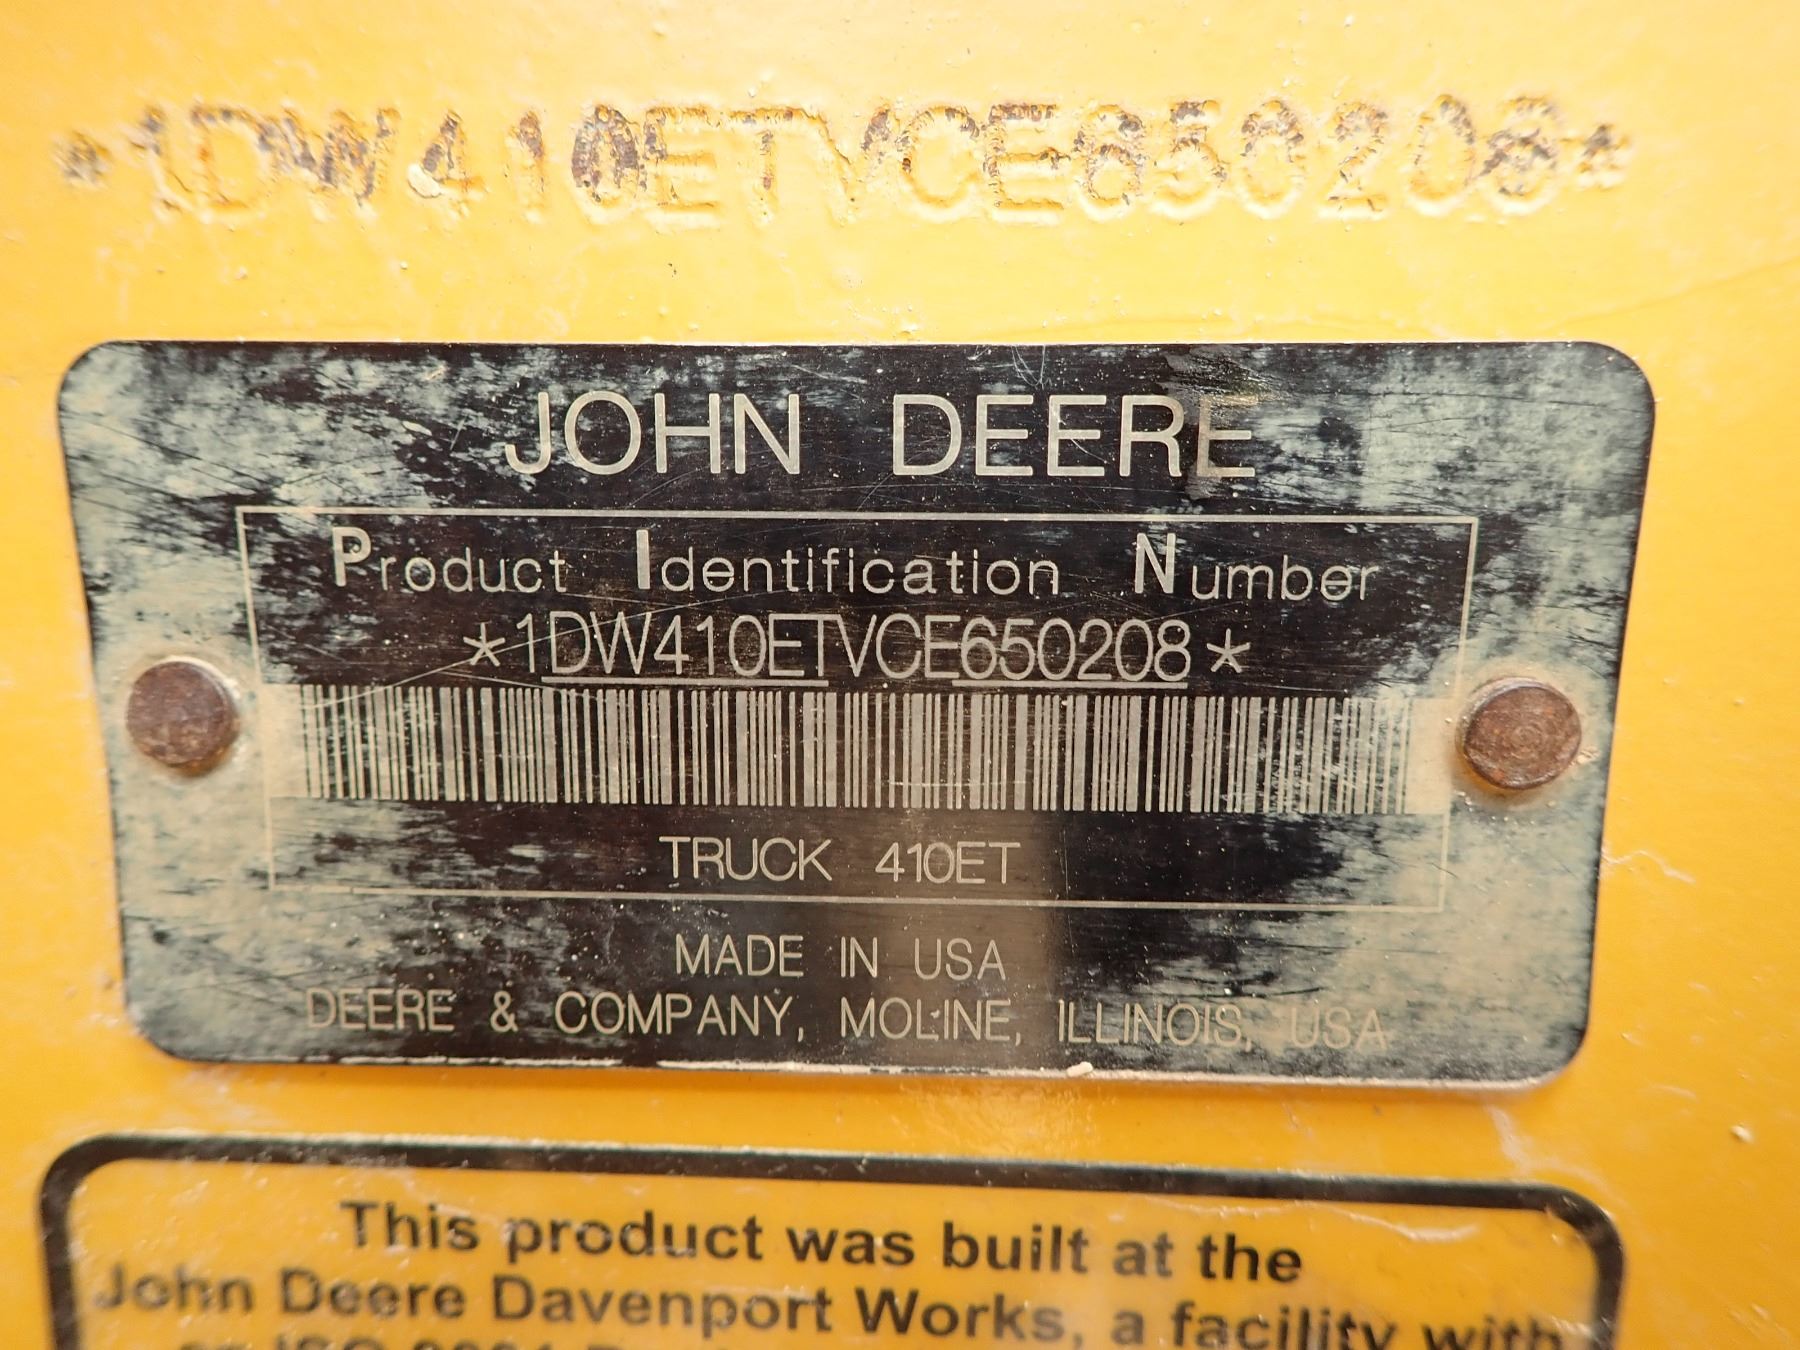 *1DW410ETVCE650208*
JOHN DEERE
Product Identification Number
*1DW410ETVCE650208*
TRUCK 410ET
MADE IN USA
DEERE & COMPANY, MOLINE, ILLINOIS, USA
This product was built at the
John Deere Davenport Works, a facility with